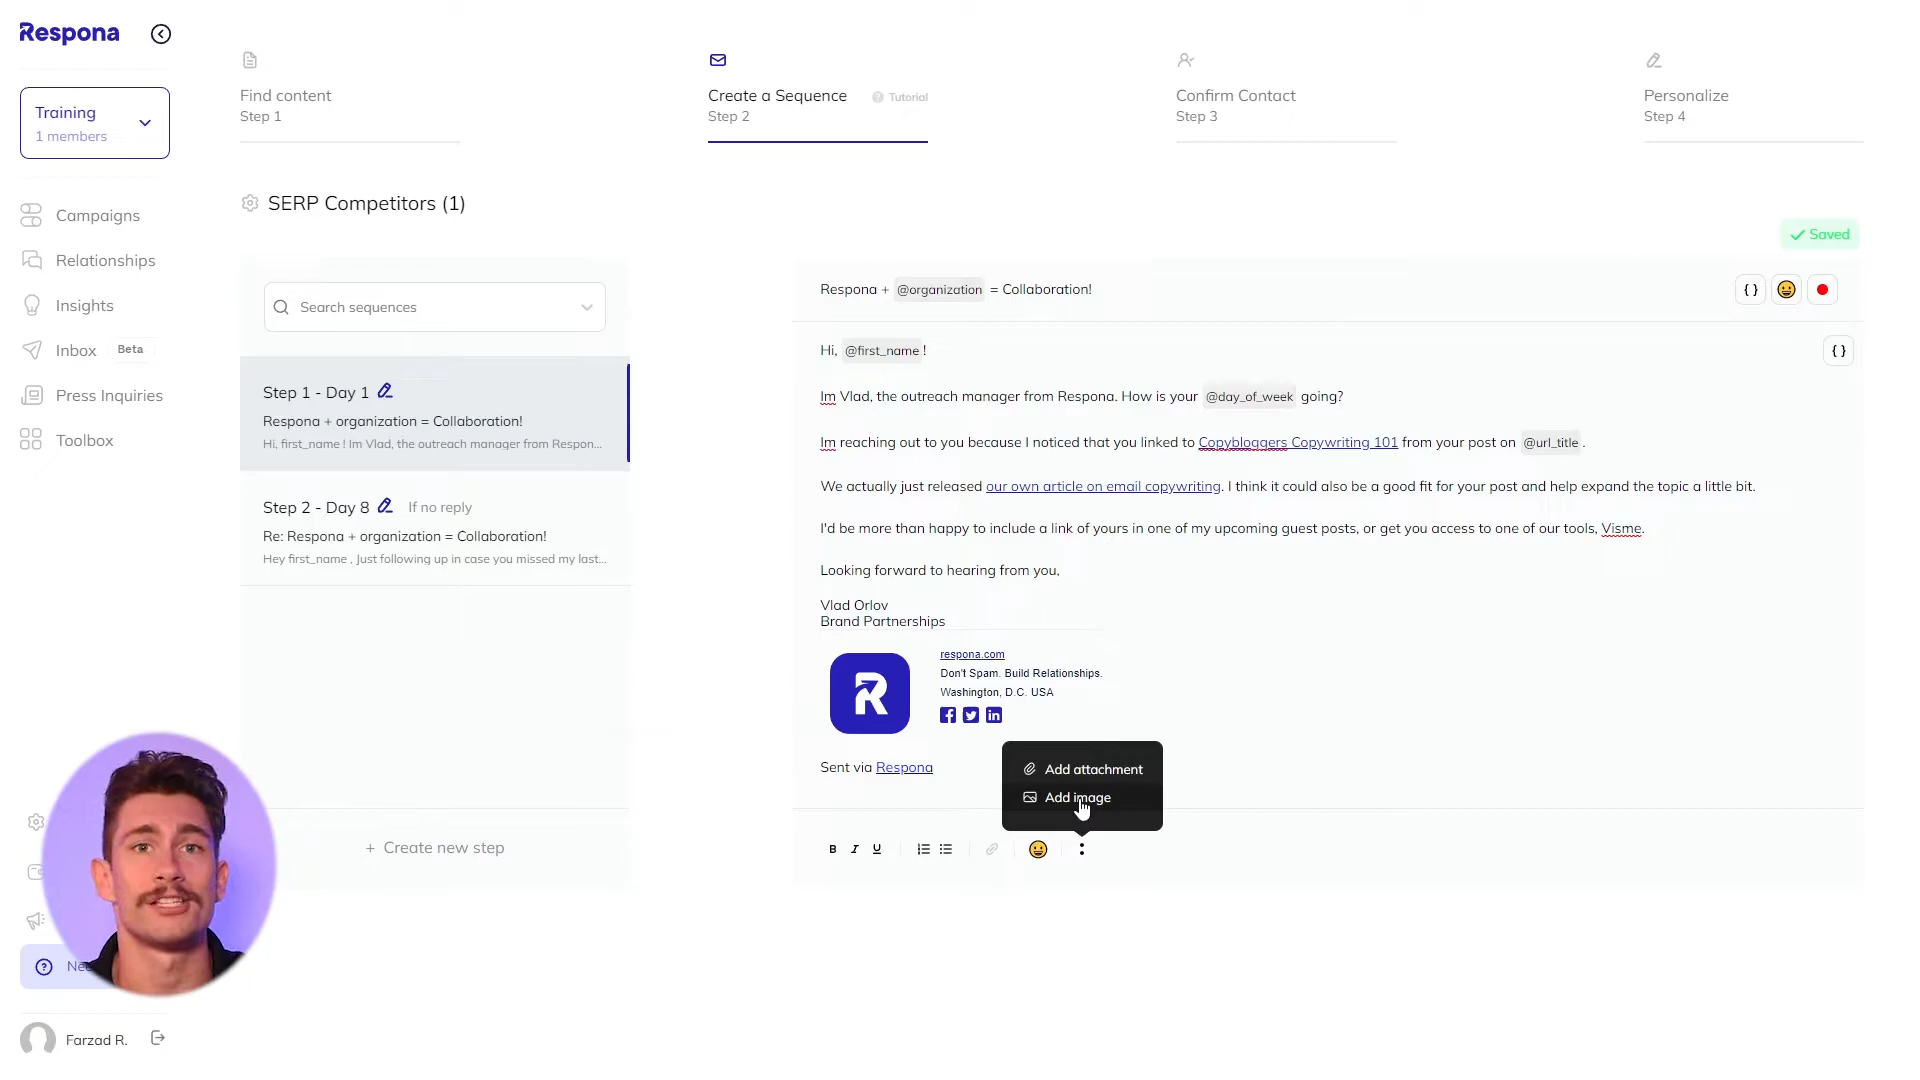 Respona
Training
1 members
Campaigns
Relationships
Insights
Inbox Beta
Press Inquiries
Toolbox
Farzad R.
Find content
Step 1
Create a Sequence Tutorial
Step 2
Confirm Contact
Step 3
Personalize
Step 4
SERP Competitors (1)
Saved
Search sequences
Step 1 - Day 1
Respona + organization = Collaboration!
Hi, first_name ! Im Vlad, the outreach manager from Respon...
Step 2 - Day 8 If no reply
Re: Respona + organization = Collaboration!
Hey first_name , Just following up in case you missed my last...
+ Create new step
Respona + @organization = Collaboration!
{ }
Hi, @first_name !
{ }
Im Vlad, the outreach manager from Respona. How is your @day_of_week going?
Im reaching out to you because I noticed that you linked to Copybloggers Copywriting 101 from your post on @url_title .
We actually just released our own article on email copywriting. I think it could also be a good fit for your post and help expand the topic a little bit.
I'd be more than happy to include a link of yours in one of my upcoming guest posts, or get you access to one of our tools, Visme.
Looking forward to hearing from you,
Vlad Orlov
Brand Partnerships
R
respona.com
Don't Spam. Build Relationships.
Washington, D.C. USA
Sent via Respona
Add attachment
Add image
B I U